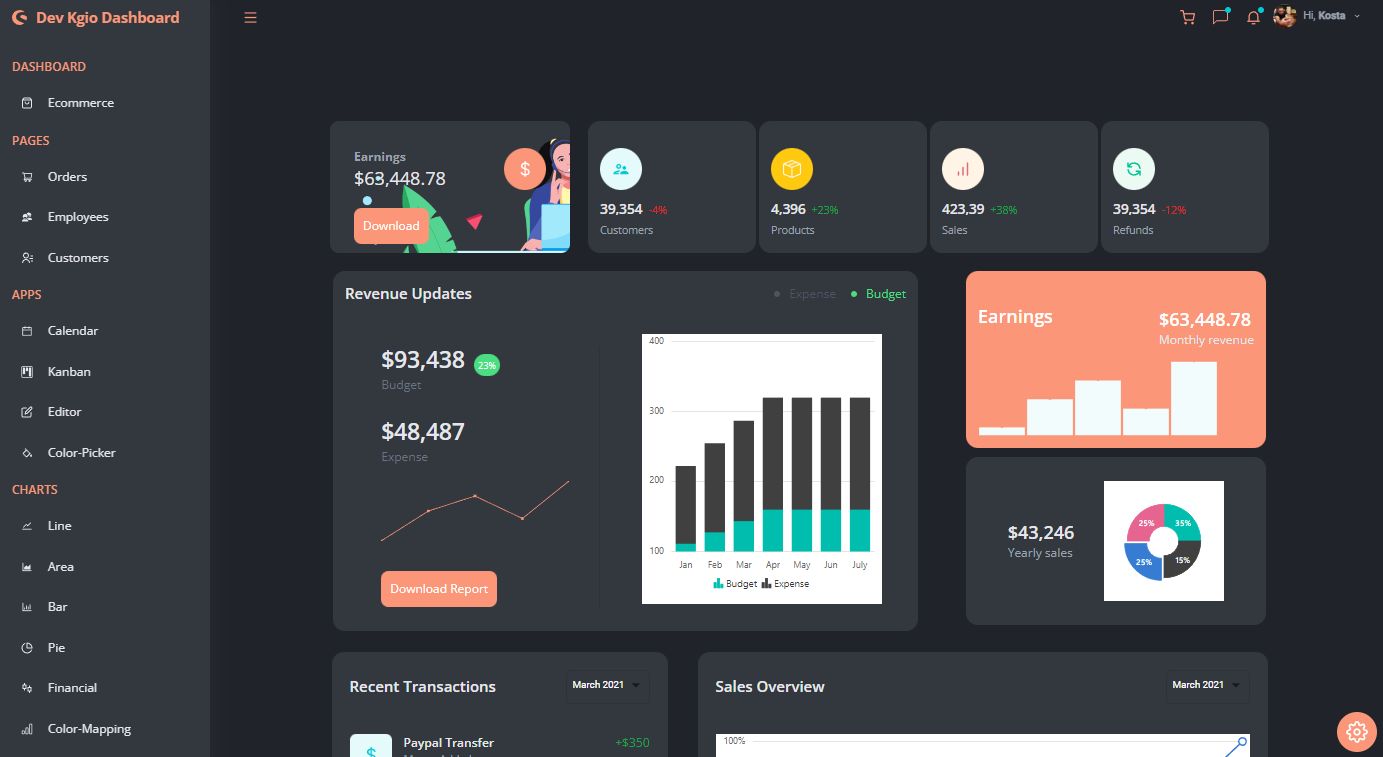 Dev Kgio Dashboard
Hi, Kosta
DASHBOARD
Ecommerce
PAGES
Orders
Employees
Customers
APPS
Calendar
Kanban
Editor
Color-Picker
CHARTS
Line
Area
Bar
Pie
Financial
Color-Mapping
Earnings
$63,448.78
$
Download
39,354 -4%
Customers
4,396 +23%
Products
423,39 +38%
Sales
39,354 -12%
Refunds
Revenue Updates
Expense
Budget
$93,438 23%
Budget
$48,487
Expense
Download Report
400
300
200
100
Jan Feb Mar Apr May Jun July
Budget Expense
Earnings
$63,448.78
Monthly revenue
$43,246
Yearly sales
25% 35%
25% 15%
Recent Transactions
March 2021
$
Paypal Transfer
+$350
Sales Overview
March 2021
100%